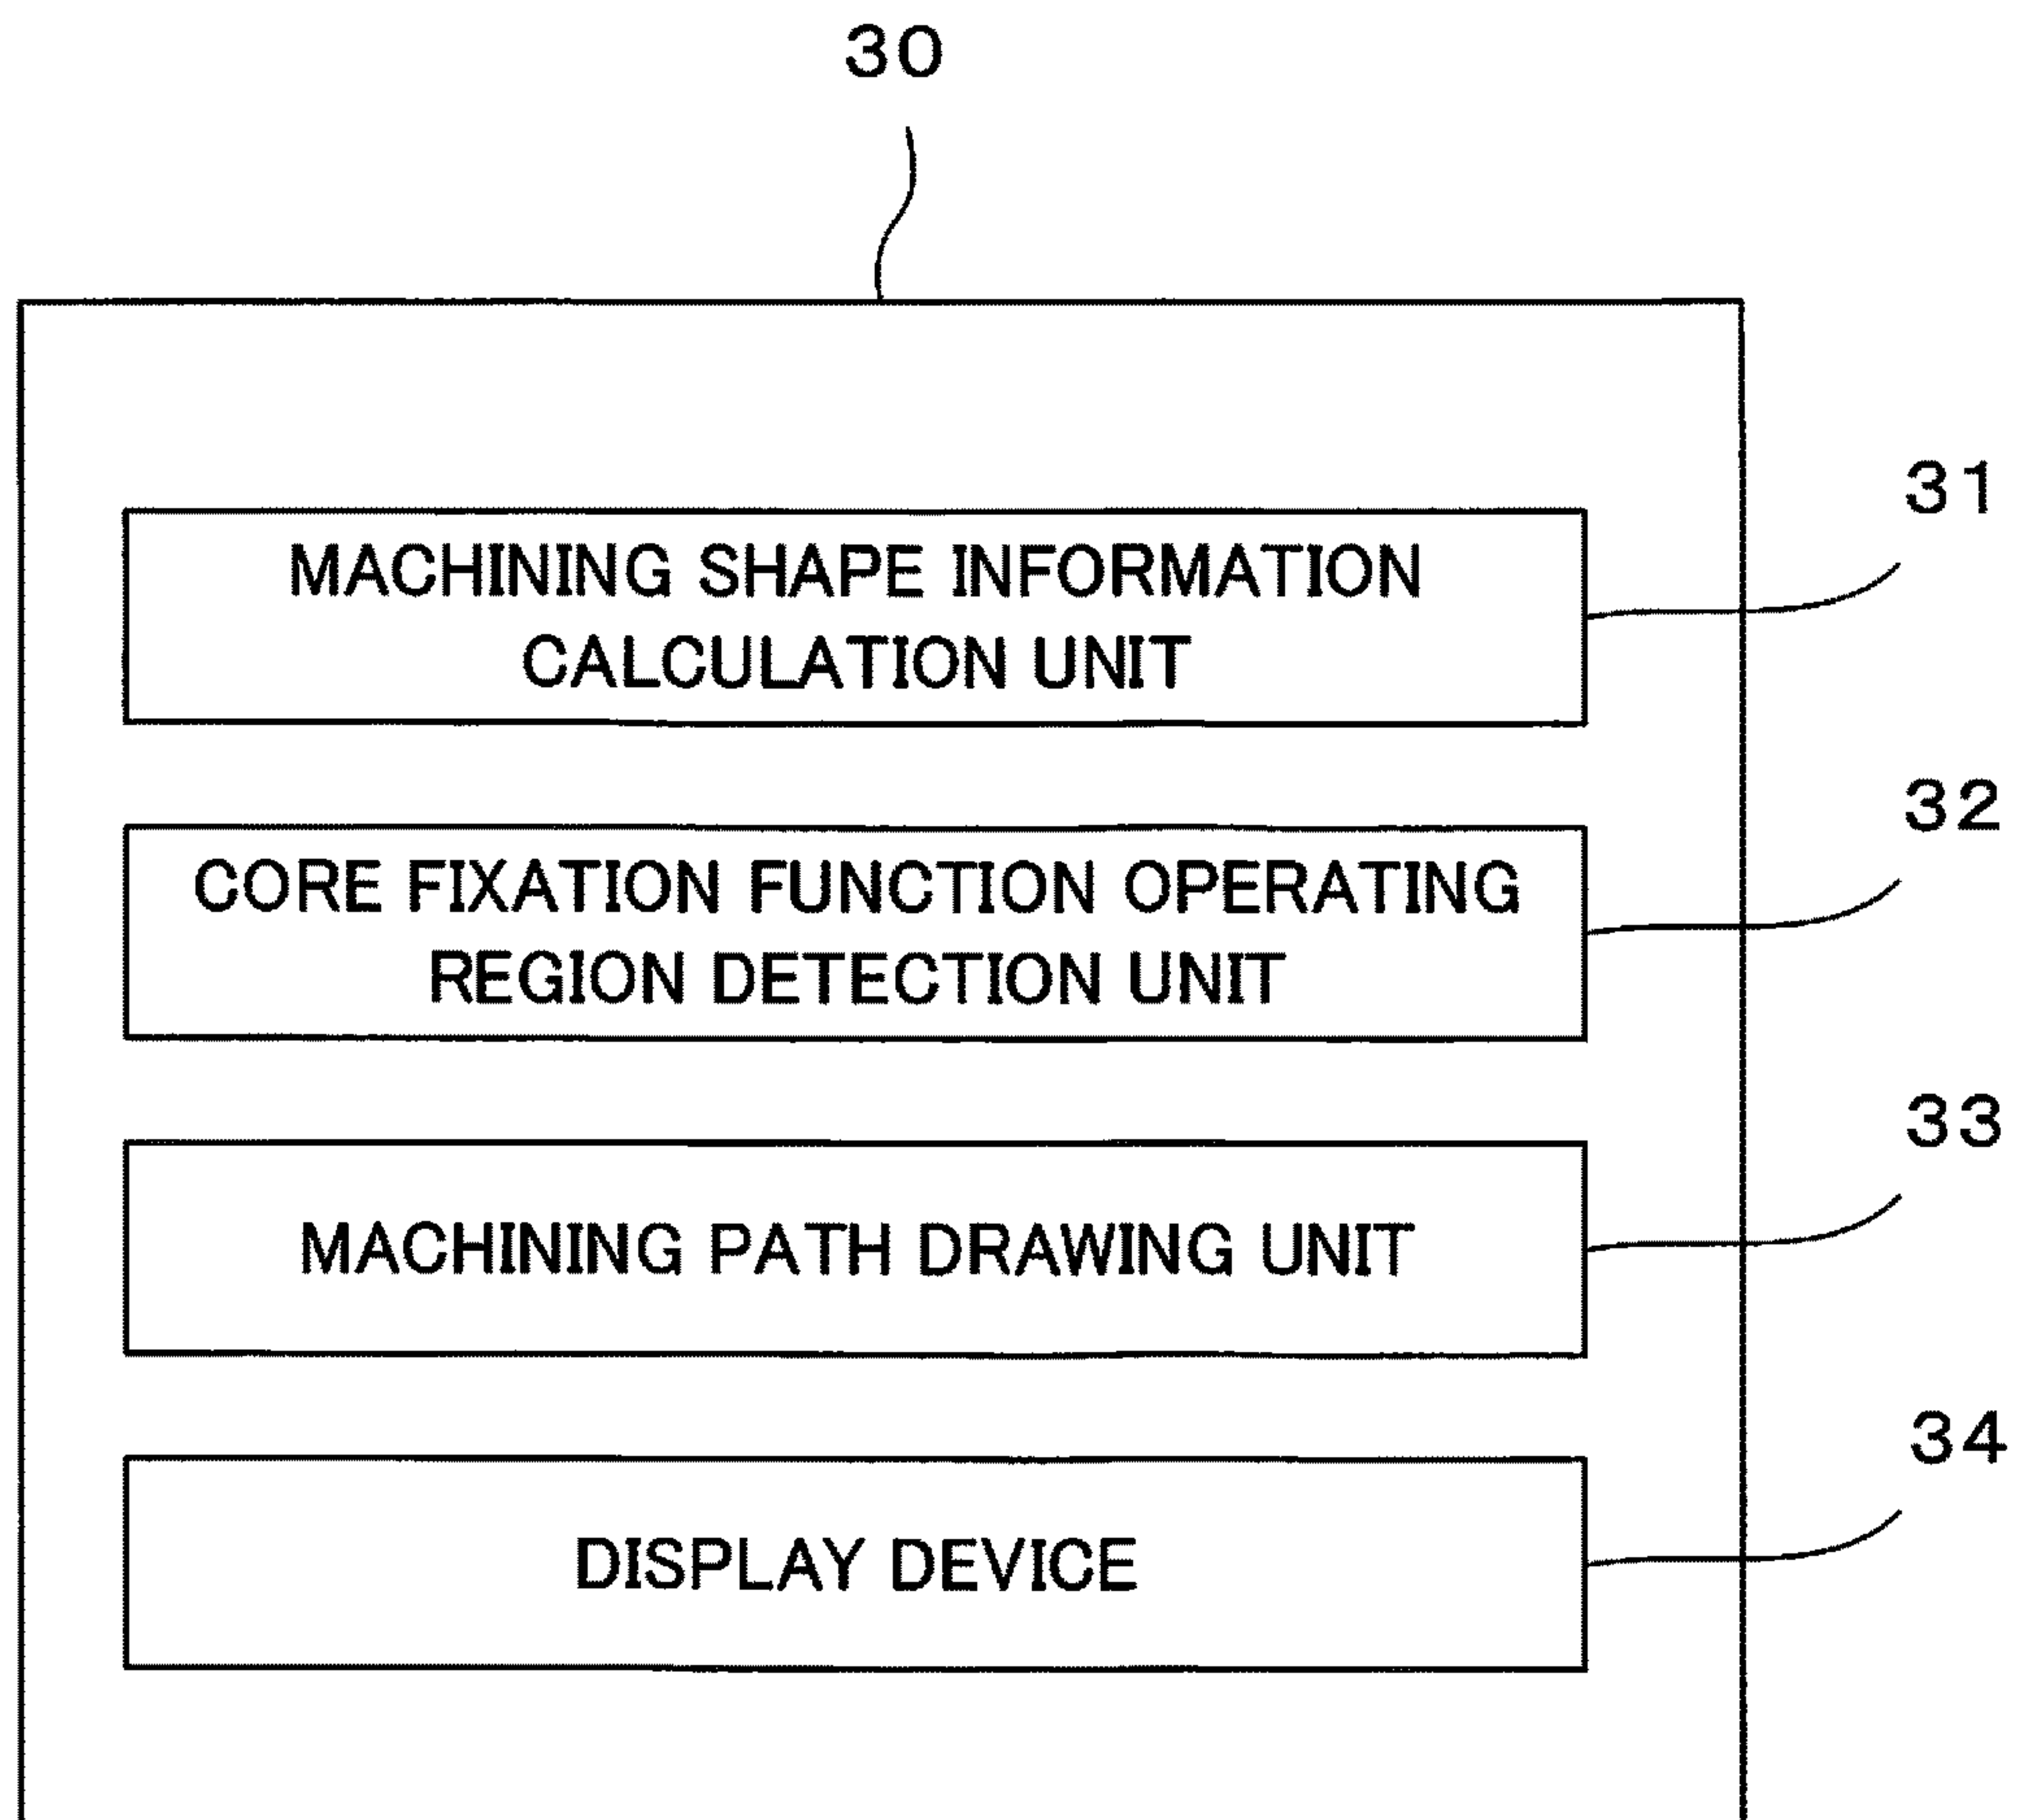 30
31
MACHINING SHAPE INFORMATION
CALCULATION UNIT
32
CORE FIXATION FUNCTION OPERATING
REGION DETECTION UNIT
33
MACHINING PATH DRAWING UNIT
34
DISPLAY DEVICE